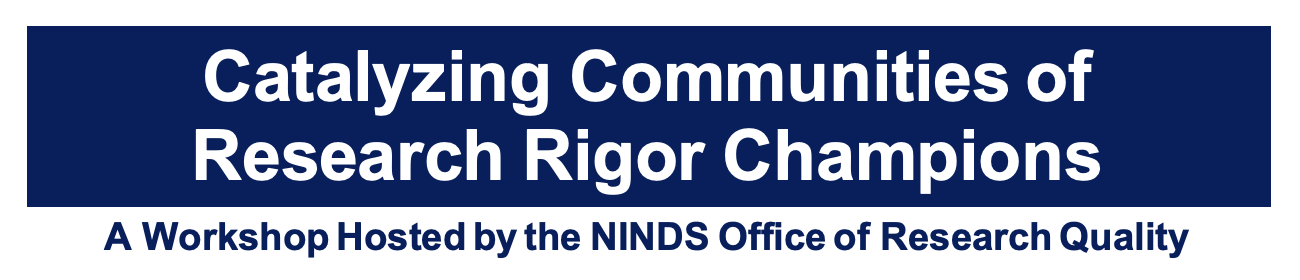 Catalyzing Communities of
Research Rigor Champions
A Workshop Hosted by the NINDS Office of Research Quality